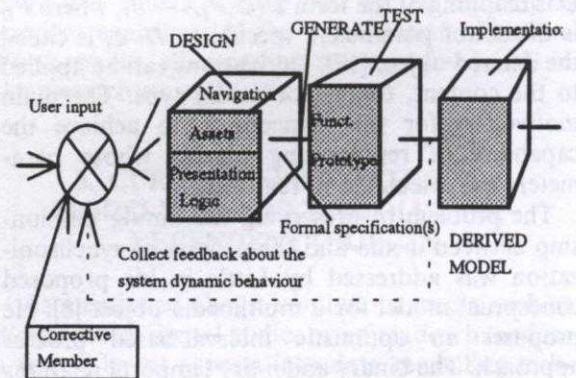 GENERATE TEST
DESIGN
Implementation
User input
Navigation
Assets
Funct.
Presentation
Prototype
Logic
Formal specification(s)
DERIVED
MODEL
Collect feedback about the
system dynamic behaviour
Corrective
Member